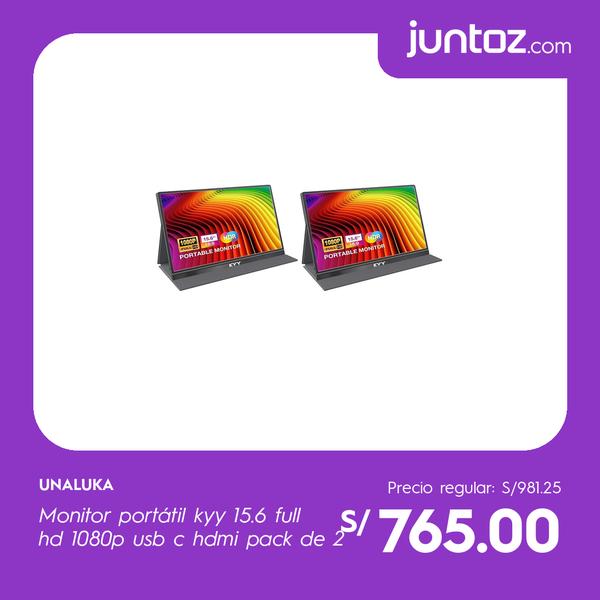 juntoz.com
1080P
15.6"
HDR
PORTABLE MONITOR
KYY
1080P
15.6"
HDR
PORTABLE MONITOR
KYY
UNALUKA
Precio regular: S/981.25
Monitor portátil kyy 15.6 full
hd 1080p usb c hdmi pack de 2
S/ 765.00